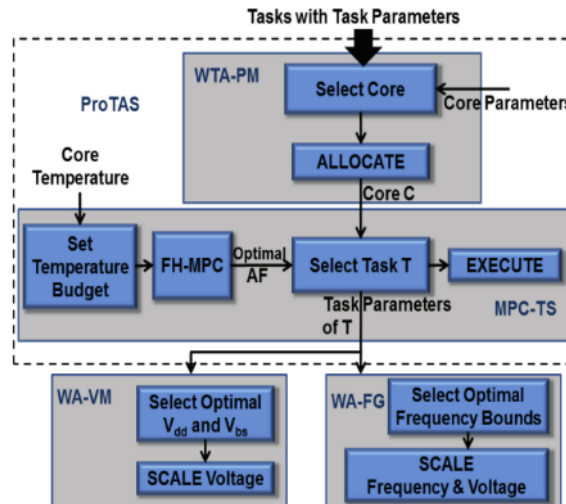 Tasks with Task Parameters
WTA-PM
Select Core
ProTAS
Core Parameters
ALLOCATE
Core
Temperature
Core C
Set
Temperature
Budget
FH-MPC
Optimal
AF
Select Task T
EXECUTE
Task Parameters
of T
MPC-TS
WA-VM
Select Optimal
Vdd and Vbs
SCALE Voltage
Select Optimal
Frequency Bounds
WA-FG
SCALE
Frequency & Voltage